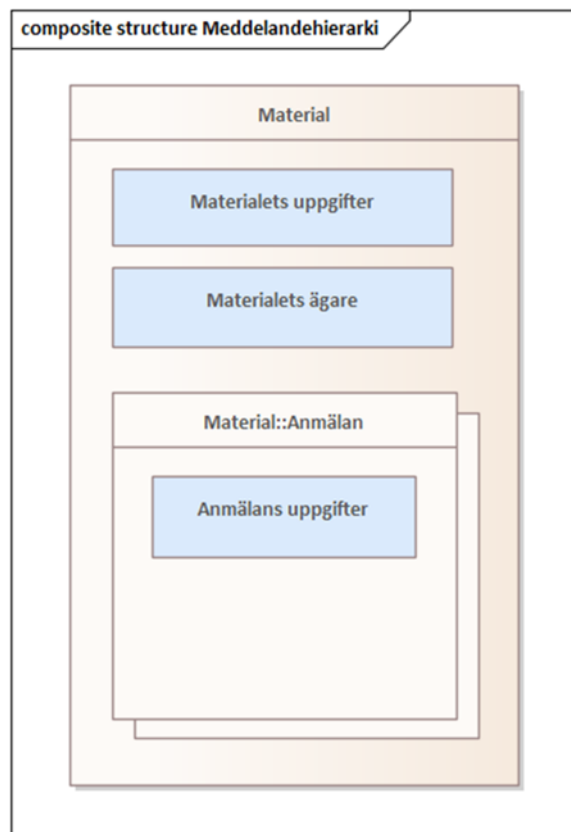 composite structure Meddelandehierarki
Material
Materialets uppgifter
Materialets ägare
Material::Anmälan
Anmälans uppgifter